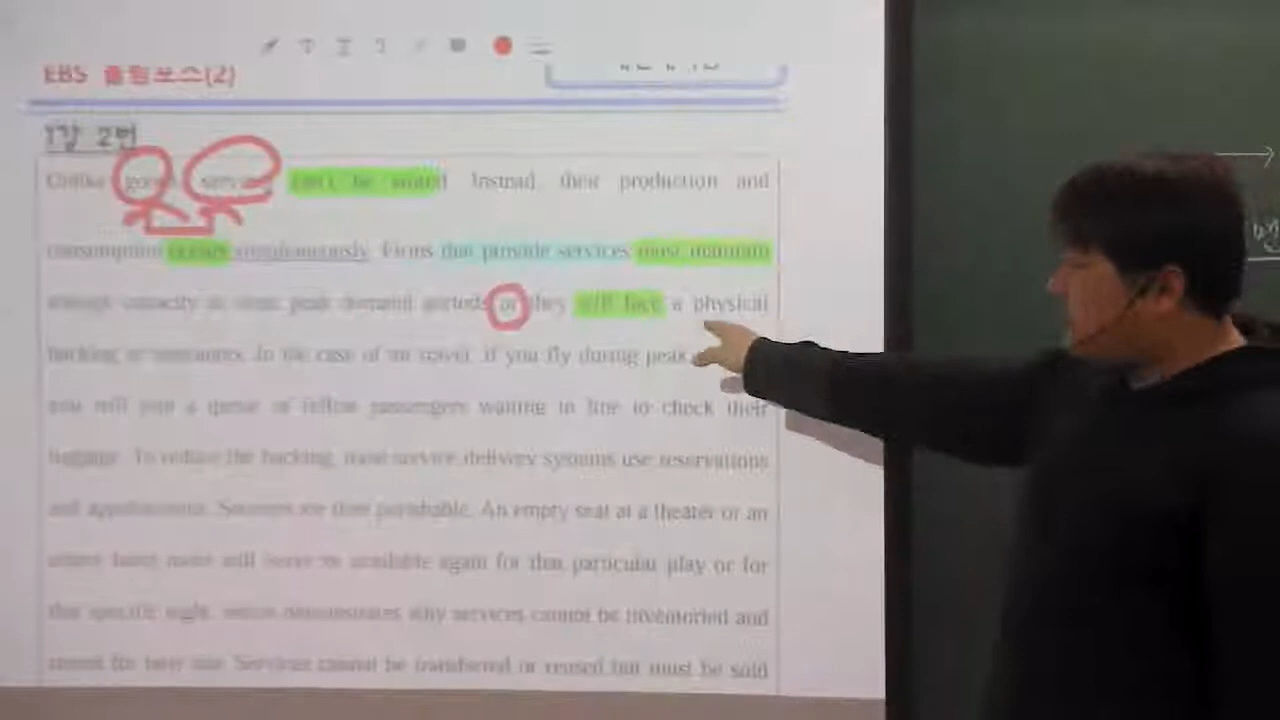 EBS 올림포스(2)
1강 2번
Unlike goods, services can't be stored. Instead, their production and
consumption occurs simultaneously. Firms that provide services must maintain
enough capacity to meet peak demand periods or they will face a physical
backing of customers. In the case of air travel, if you fly during peak
you will join a queue of fellow passengers waiting in line to check their
luggage. To reduce the backing, most service delivery systems use reservations
and appointments. Services are thus perishable. An empty seat at a theater or an
empty hotel room will never be available again for that particular play or for
that specific night, which demonstrates why services cannot be inventoried and
stored for later use. Services cannot be transferred or reused but must be sold